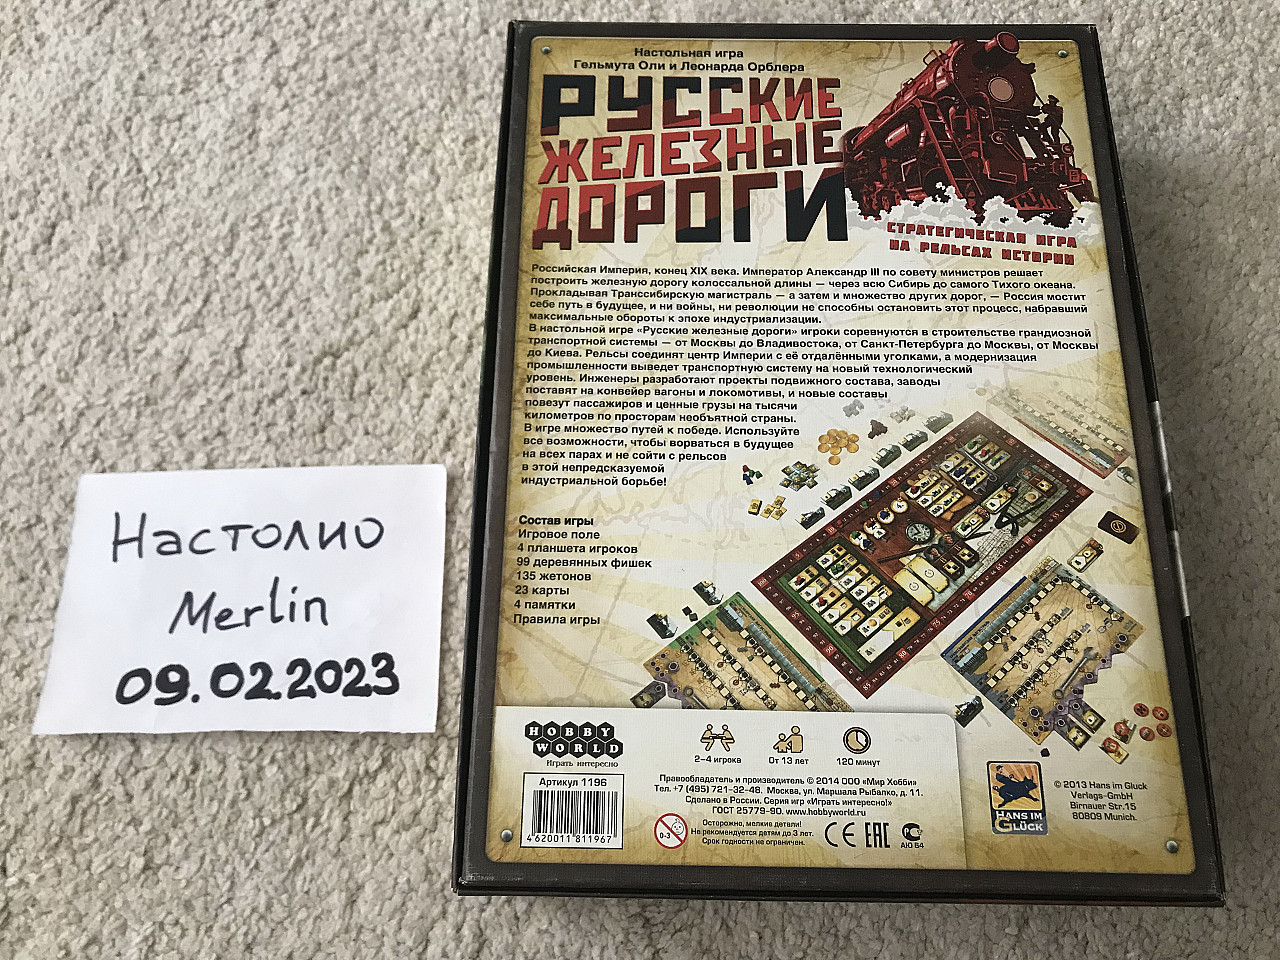 Настолио
Merlin
09.02.2023
Настольная игра
Гельмута Оли и Леонарда Орблера
РУССКИЕ
ЖЕЛЕЗНЫЕ
ДОРОГИ
СТРАТЕГИЧЕСКАЯ ИГРА
НА РЕЛЬСАХ ИСТОРИИ
Российская Империя, конец XIX века. Император Александр III по совету министров решает
построить железную дорогу колоссальной длины — через всю Сибирь до самого Тихого океана.
Прокладывая Транссибирскую магистраль — а затем и множество других дорог, — Россия мостит
себе путь в будущее, и ни войны, ни революции не способны остановить этот процесс, набравший
максимальные обороты к эпохе индустриализации.
В настольной игре «Русские железные дороги» игроки соревнуются в строительстве грандиозной
транспортной системы — от Москвы до Владивостока, от Санкт-Петербурга до Москвы, от Москвы
до Киева. Рельсы соединят центр Империи с её отдалёнными уголками, а модернизация
промышленности выведет транспортную систему на новый технологический
уровень. Инженеры разработают проекты подвижного состава, заводы
поставят на конвейер вагоны и локомотивы, и новые составы
повезут пассажиров и ценные грузы на тысячи
километров по просторам необъятной страны.
В игре множество путей к победе. Используйте
все возможности, чтобы ворваться в будущее
на всех парах и не сойти с рельсов
в этой непредсказуемой
индустриальной борьбе!
Состав игры
Игровое поле
4 планшета игроков
99 деревянных фишек
135 жетонов
23 карты
4 памятки
Правила игры
HOBBY
WORLD
Играть интересно
Артикул 1196
4 620011 811967
2–4 игрока
От 13 лет
120 минут
Правообладатель и производитель © 2014 ООО «Мир Хобби»
Тел. +7 (495) 721-32-48. Москва, ул. Маршала Рыбалко, д. 11.
Сделано в России. Серия игр «Играть интересно!»
ГОСТ 25779-90. www.hobbyworld.ru
0-3
Осторожно, мелкие детали!
Не рекомендуется детям до 3 лет.
Срок годности не ограничен.
CE EAC
АЮ 64
HANS IM
GLÜCK
© 2013 Hans im Glück
Verlags-GmbH
Birnauer Str.15
80809 Munich.